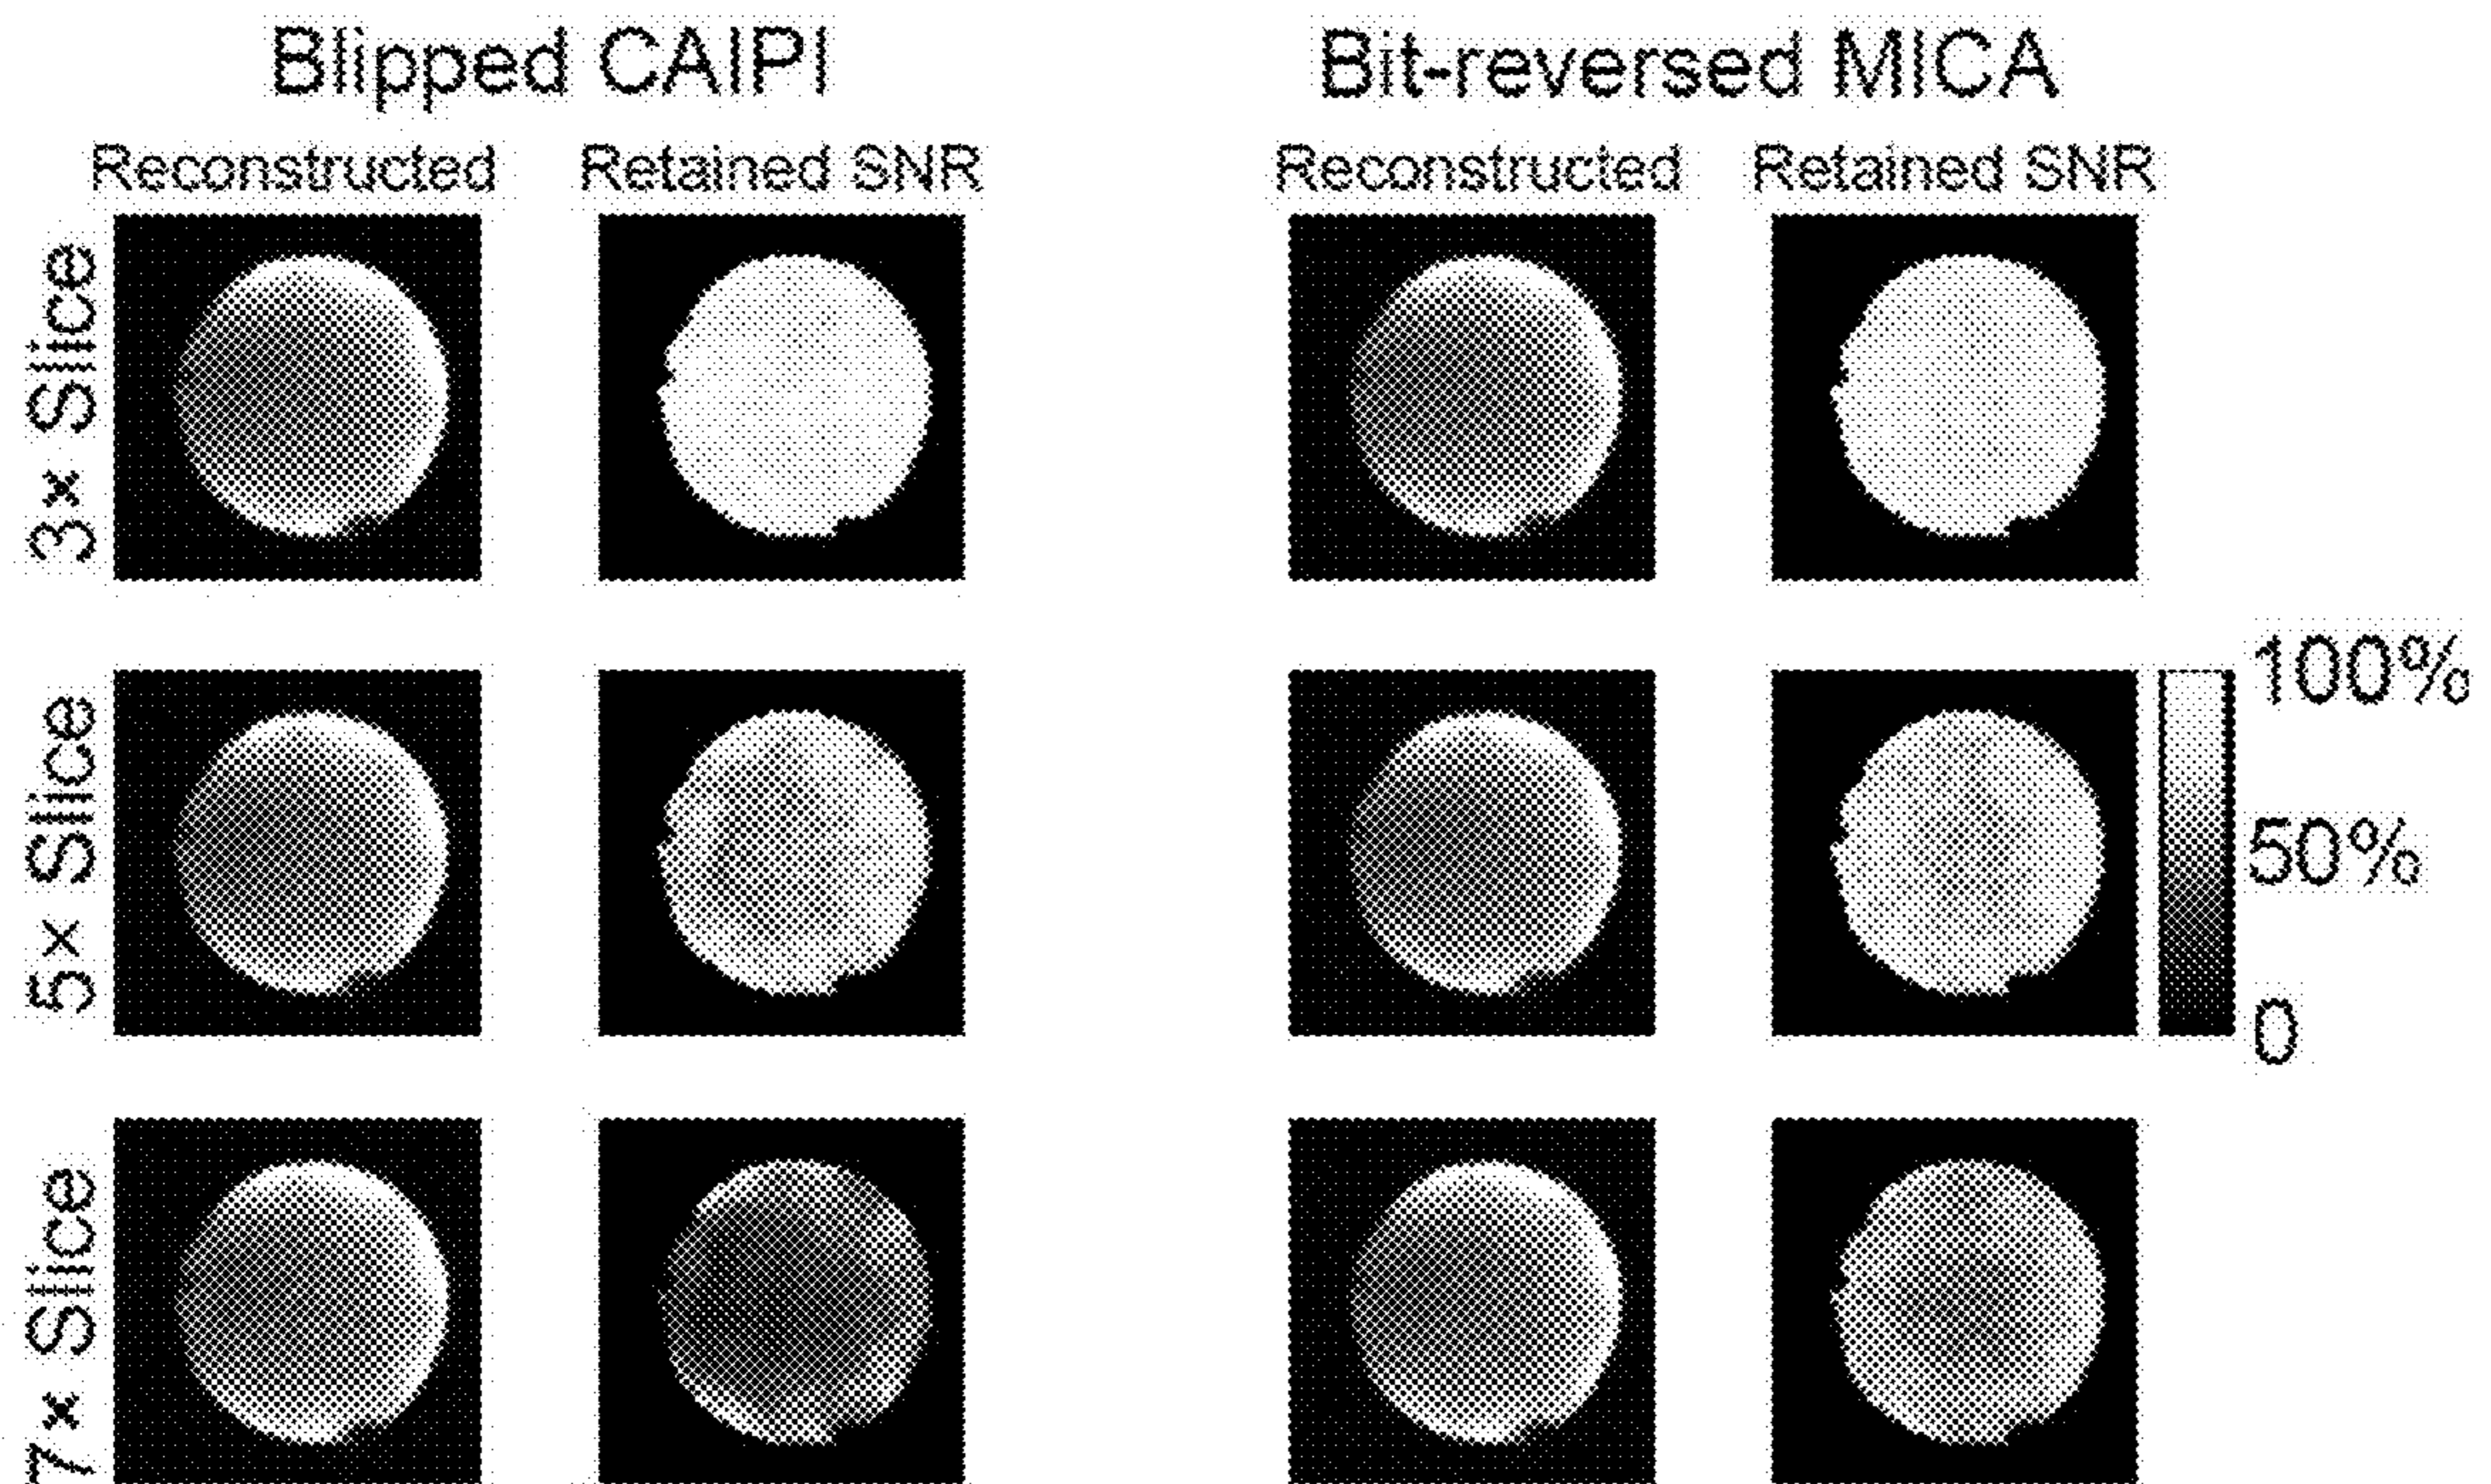 Blipped CAIPI
Bit-reversed MICA
Reconstructed
Retained SNR
Reconstructed
Retained SNR
3× Slice
5× Slice
100%
50%
0
7× Slice